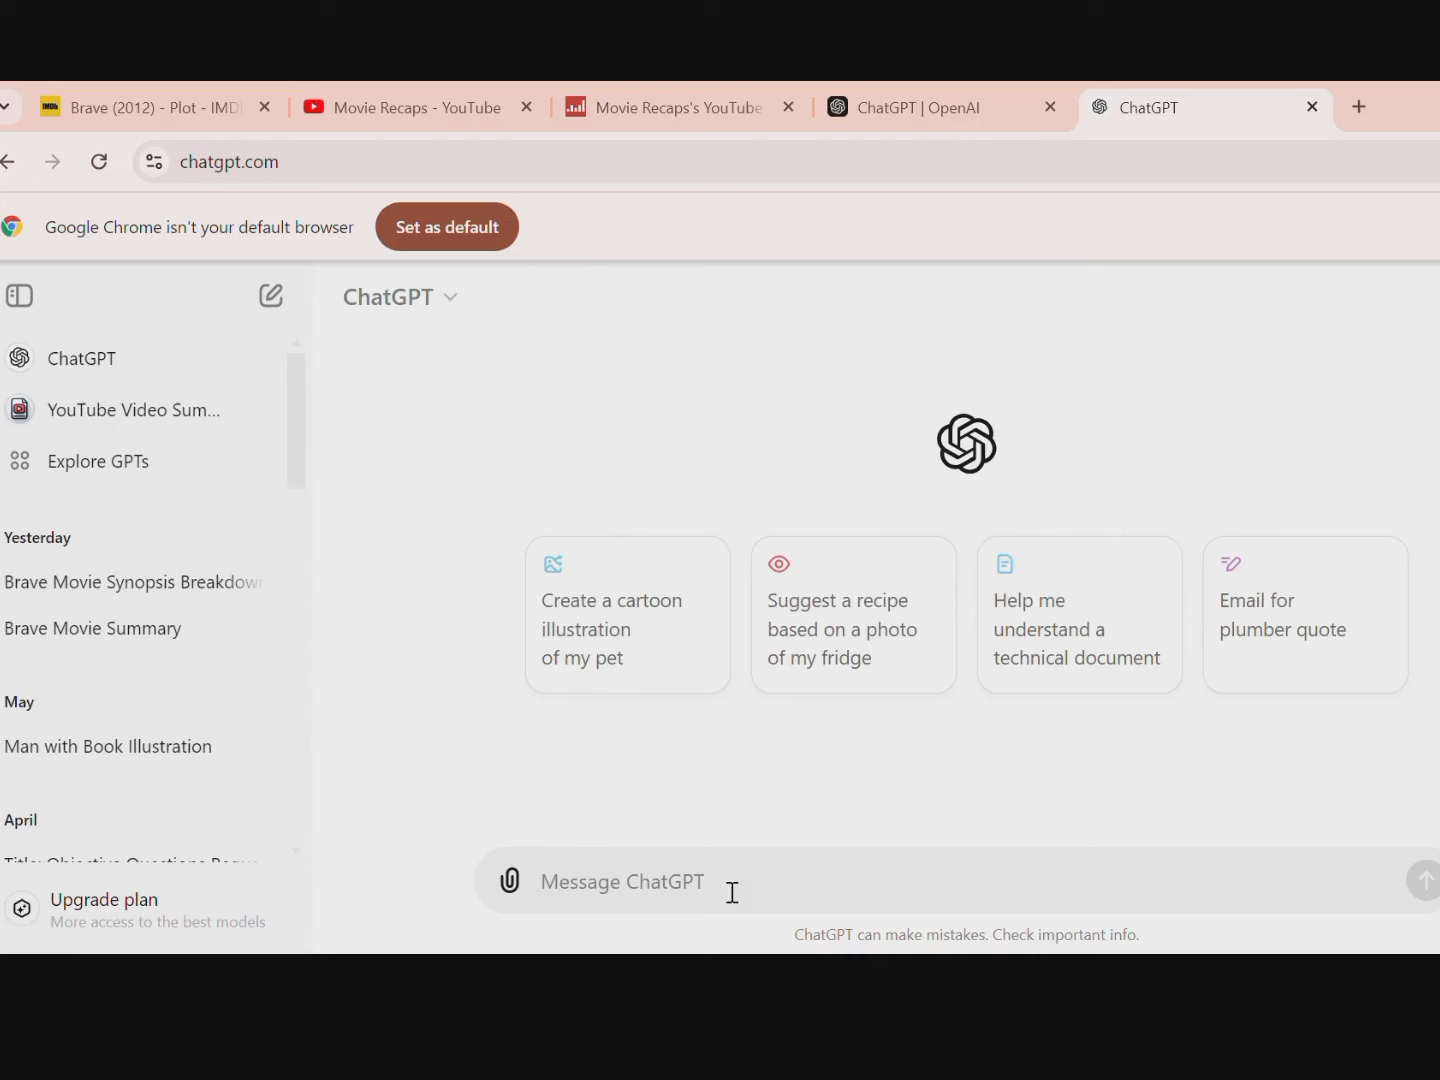 Brave (2012) - Plot - IMD
Movie Recaps - YouTube
Movie Recaps's YouTube
ChatGPT | OpenAI
ChatGPT
chatgpt.com
Google Chrome isn't your default browser
Set as default
ChatGPT
ChatGPT
YouTube Video Sum...
Explore GPTs
Yesterday
Brave Movie Synopsis Breakdow
Brave Movie Summary
May
Man with Book Illustration
April
Title: Objective Questions
Upgrade plan
More access to the best models
Create a cartoon
illustration
of my pet
Suggest a recipe
based on a photo
of my fridge
Help me
understand a
technical document
Email for
plumber quote
Message ChatGPT
ChatGPT can make mistakes. Check important info.